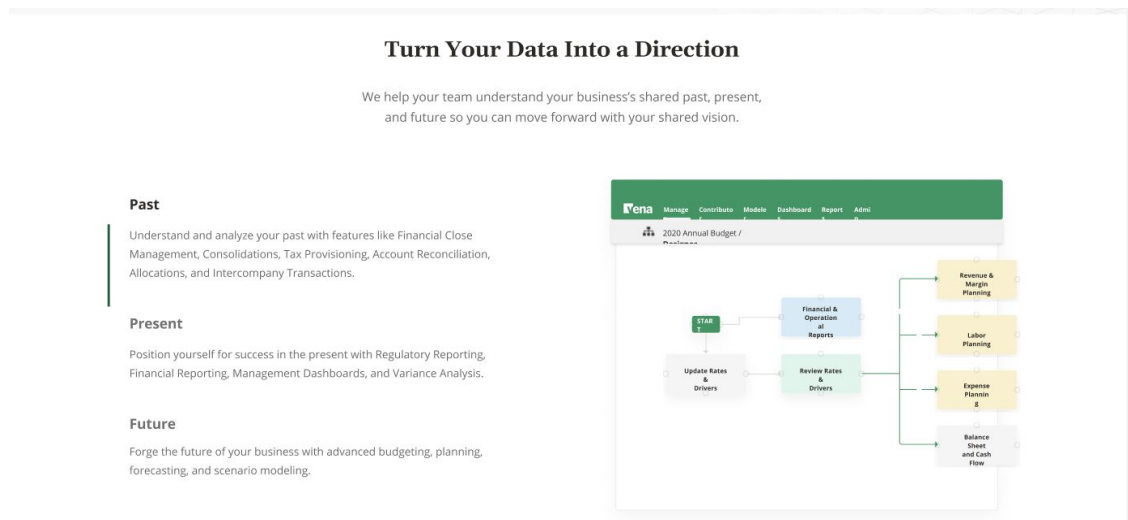 Turn Your Data Into a Direction
We help your team understand your business's shared past, present,
and future so you can move forward with your shared vision.
Past
Understand and analyze your past with features like Financial Close
Management, Consolidations, Tax Provisioning, Account Reconciliation,
Allocations, and Intercompany Transactions.
Present
Position yourself for success in the present with Regulatory Reporting,
Financial Reporting, Management Dashboards, and Variance Analysis.
Future
Forge the future of your business with advanced budgeting, planning,
forecasting, and scenario modeling.
Vena Manage Contributo Modele Dashboard Report Admi
2020 Annual Budget /
Designer
STAR
T
Financial &
Operation
al
Reports
Update Rates
&
Drivers
Review Rates
&
Drivers
Revenue &
Margin
Planning
Labor
Planning
Expense
Plannin
g
Balance
Sheet
and Cash
Flow